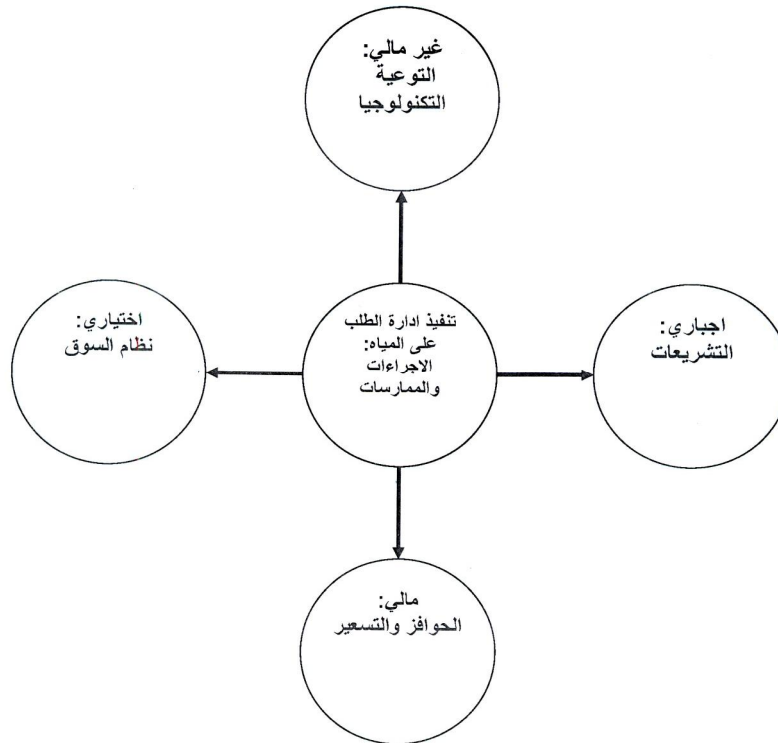 غير مالي:
التوعية
التكنولوجيا
اجباري:
التشريعات
تنفيذ ادارة الطلب
على المياه:
الاجراءات
والممارسات
اختياري:
نظام السوق
مالي:
الحوافز والتسعير